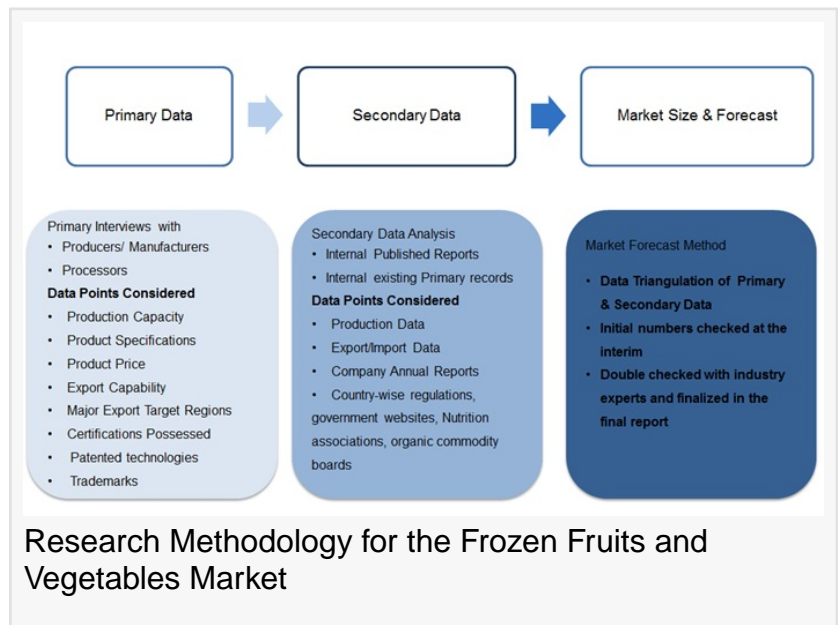 Primary Data
Secondary Data
Market Size & Forecast
Primary Interviews with
• Producers/ Manufacturers
• Processors
Data Points Considered
• Production Capacity
• Product Specifications
• Product Price
• Export Capability
• Major Export Target Regions
• Certifications Possessed
• Patented technologies
• Trademarks
Secondary Data Analysis
• Internal Published Reports
• Internal existing Primary records
Data Points Considered
• Production Data
• Export/Import Data
• Company Annual Reports
• Country-wise regulations,
government websites, Nutrition
associations, organic commodity
boards
Market Forecast Method
• Data Triangulation of Primary
& Secondary Data
• Initial numbers checked at the
interim
• Double checked with industry
experts and finalized in the
final report
Research Methodology for the Frozen Fruits and
Vegetables Market